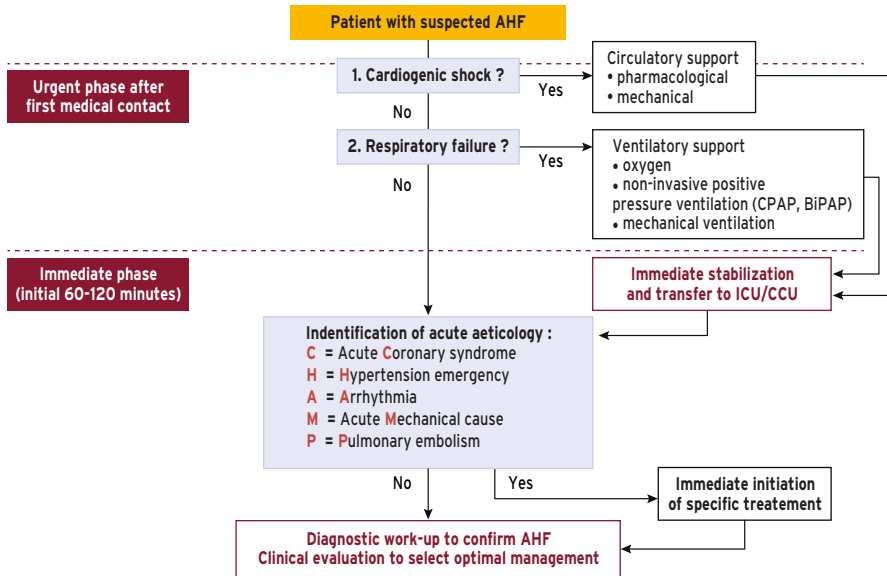 Patient with suspected AHF
Urgent phase after
first medical contact
1. Cardiogenic shock ?
Yes
No
Circulatory support
• pharmacological
• mechanical
2. Respiratory failure ?
Yes
No
Ventilatory support
• oxygen
• non-invasive positive
pressure ventilation (CPAP, BiPAP)
• mechanical ventilation
Immediate phase
(initial 60-120 minutes)
Immediate stabilization
and transfer to ICU/CCU
Indentification of acute aeticology :
C = Acute Coronary syndrome
H = Hypertension emergency
A = Arrhythmia
M = Acute Mechanical cause
P = Pulmonary embolism
No
Yes
Immediate initiation
of specific treatement
Diagnostic work-up to confirm AHF
Clinical evaluation to select optimal management